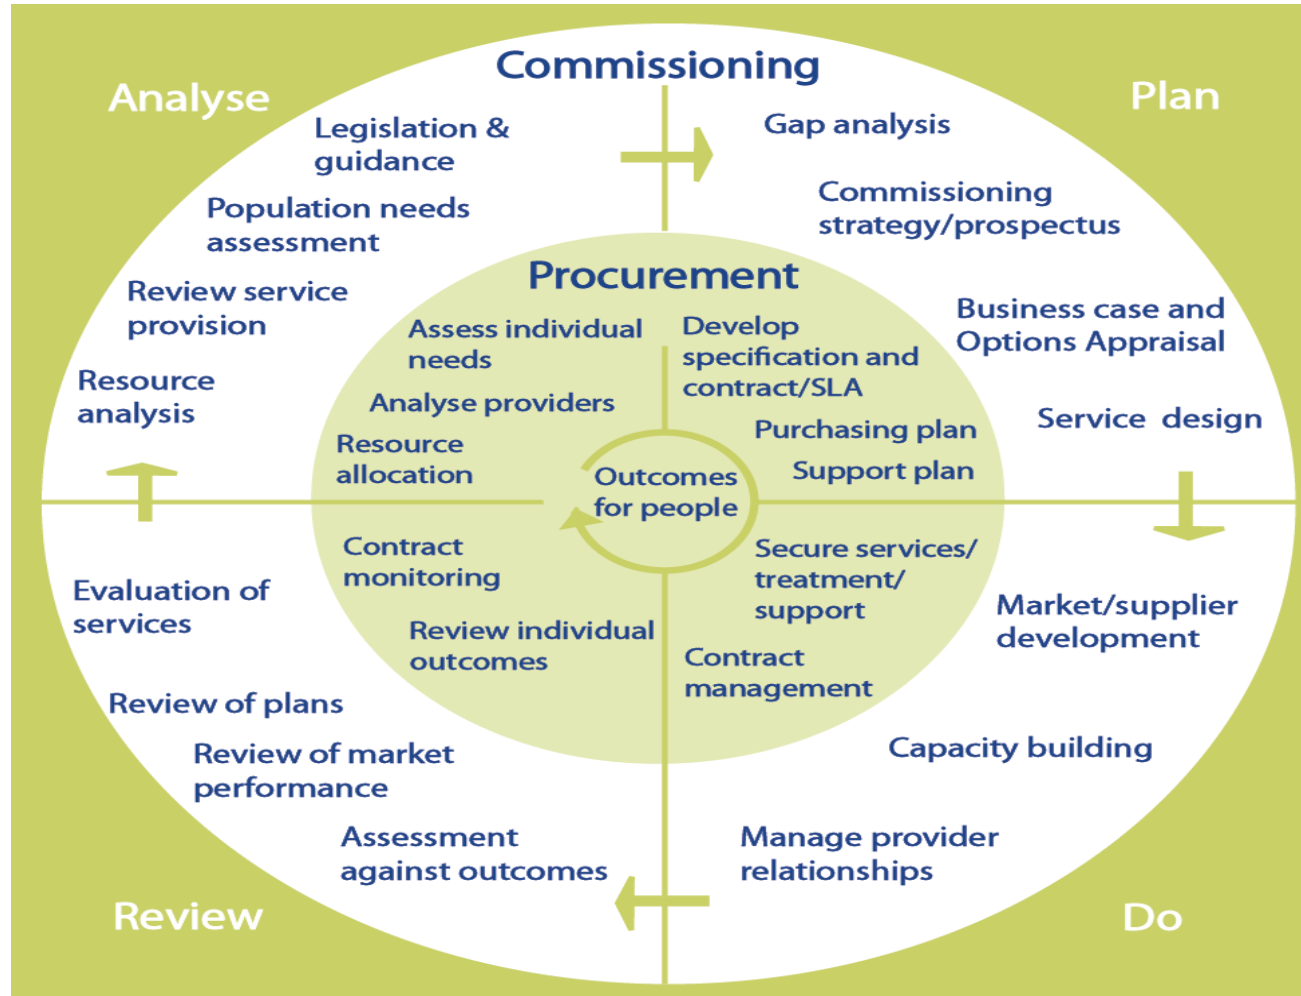 Commissioning
Analyse
Legislation &
guidance
Population needs
assessment
Review service
provision
Resource
analysis
Plan
Gap analysis
Commissioning
strategy/prospectus
Business case and
Options Appraisal
Service  design
Procurement
Assess individual
needs
Analyse providers
Resource
allocation
Develop
specification and
contract/SLA
Purchasing plan
Support plan
Outcomes
for people
Contract
monitoring
Review individual
outcomes
Secure services/
treatment/
support
Contract
management
Evaluation of
services
Review of plans
Review of market
performance
Assessment
against outcomes
Review
Market/supplier
development
Capacity building
Manage provider
relationships
Do